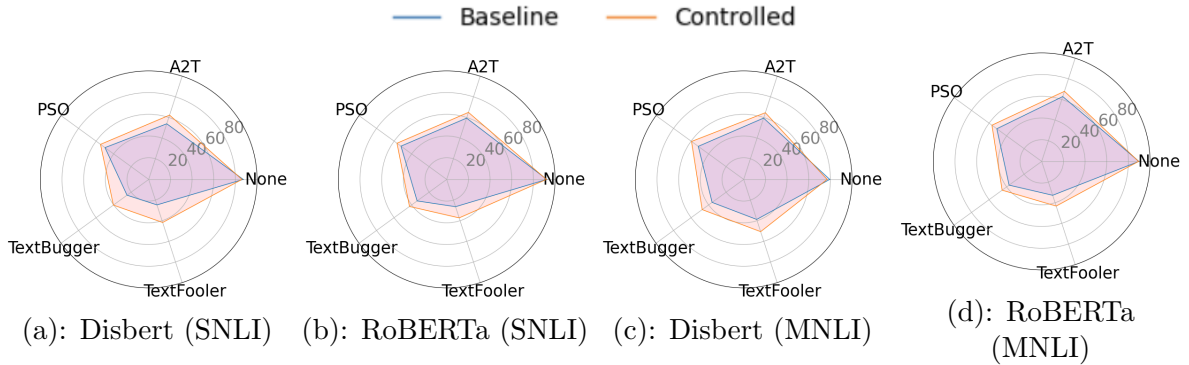 Baseline Controlled
A2T
PSO
80
60
40
20
None
TextBugger
TextFooler
(a): Disbert (SNLI)
A2T
PSO
80
60
40
20
None
TextBugger
TextFooler
(b): RoBERTa (SNLI)
A2T
PSO
80
60
40
20
None
TextBugger
TextFooler
(c): Disbert (MNLI)
A2T
PSO
80
60
40
20
None
TextBugger
TextFooler
(d): RoBERTa
(MNLI)